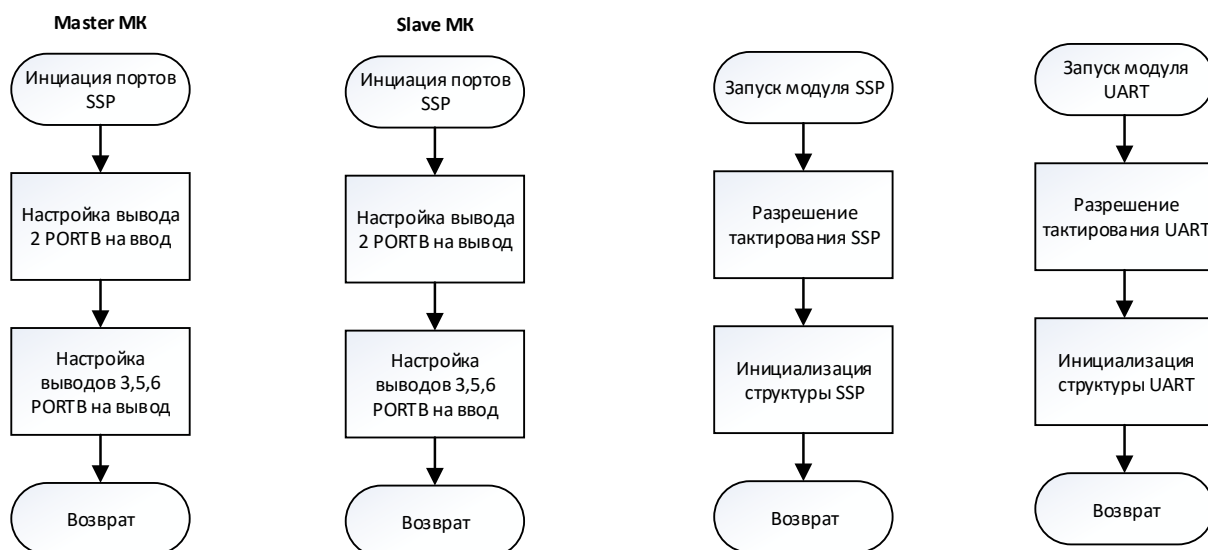 Master МК
Инциация портов
SSP
Настройка вывода
2 PORTB на ввод
Настройка
выводов 3,5,6
PORTB на вывод
Возврат
Slave МК
Инциация портов
SSP
Настройка вывода
2 PORTB на вывод
Настройка
выводов 3,5,6
PORTB на ввод
Возврат
Запуск модуля SSP
Разрешение
тактирования SSP
Инициализация
структуры SSP
Возврат
Запуск модуля
UART
Разрешение
тактирования UART
Инициализация
структуры UART
Возврат